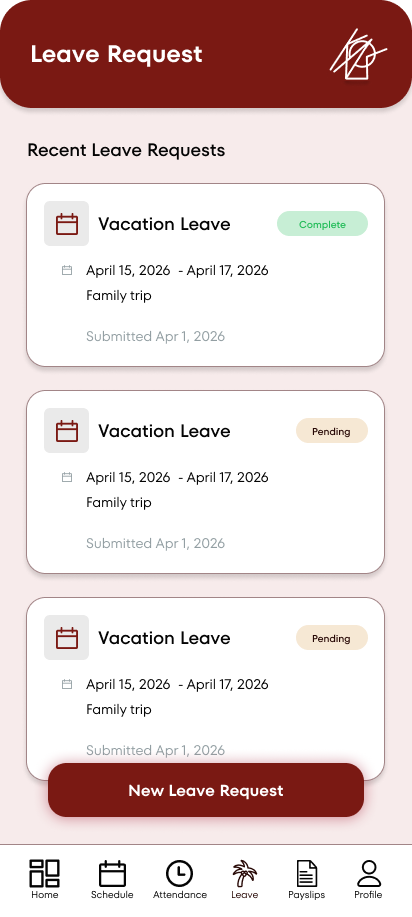 Leave Request
Recent Leave Requests
Vacation Leave
Complete
April 15, 2026 - April 17, 2026
Family trip
Submitted Apr 1, 2026
Vacation Leave
Pending
April 15, 2026 - April 17, 2026
Family trip
Submitted Apr 1, 2026
Vacation Leave
Pending
April 15, 2026 - April 17, 2026
Family trip
Submitted Apr 1, 2026
New Leave Request
Home Schedule Attendance Leave Payslips Profile